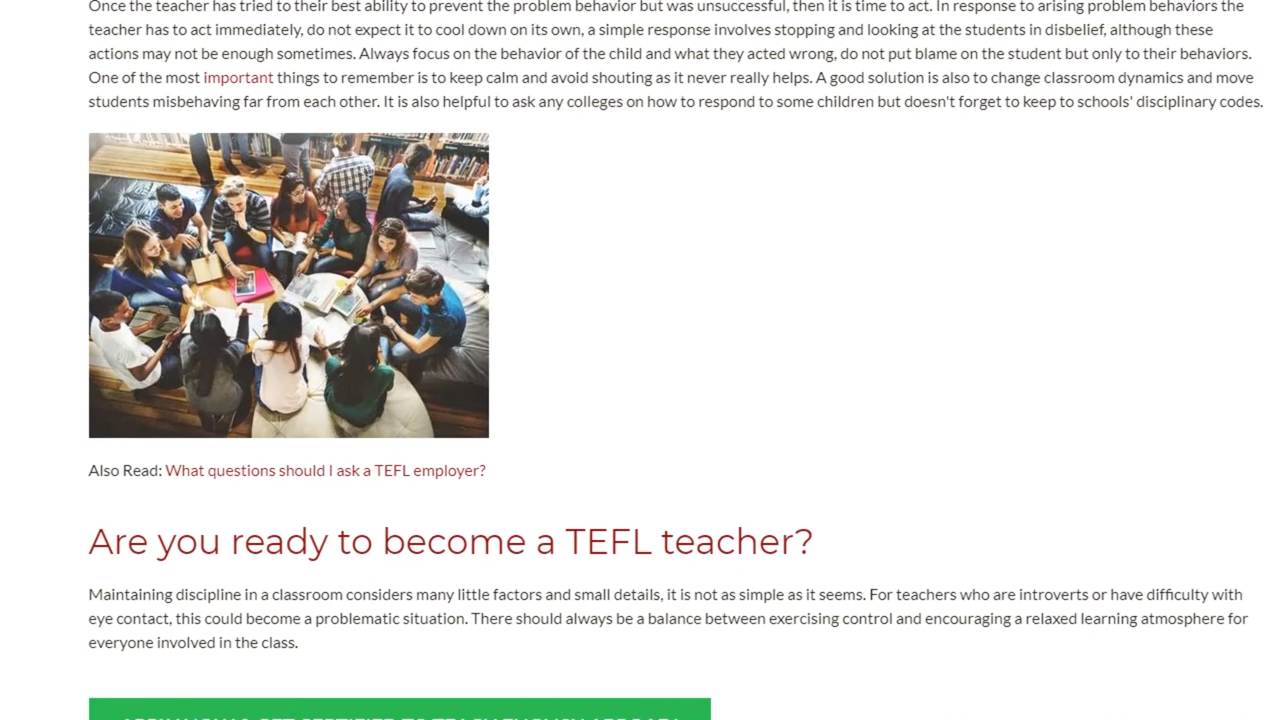 Once the teacher has tried to their best ability to prevent the problem behavior but was unsuccessful, then it is time to act. In response to arising problem behaviors the
teacher has to act immediately, do not expect it to cool down on its own, a simple response involves stopping and looking at the students in disbelief, although these
actions may not be enough sometimes. Always focus on the behavior of the child and what they acted wrong, do not put blame on the student but only to their behaviors.
One of the most important things to remember is to keep calm and avoid shouting as it never really helps. A good solution is also to change classroom dynamics and move
students misbehaving far from each other. It is also helpful to ask any colleges on how to respond to some children but doesn't forget to keep to schools' disciplinary codes.
Also Read: What questions should I ask a TEFL employer?
Are you ready to become a TEFL teacher?
Maintaining discipline in a classroom considers many little factors and small details, it is not as simple as it seems. For teachers who are introverts or have difficulty with
eye contact, this could become a problematic situation. There should always be a balance between exercising control and encouraging a relaxed learning atmosphere for
everyone involved in the class.